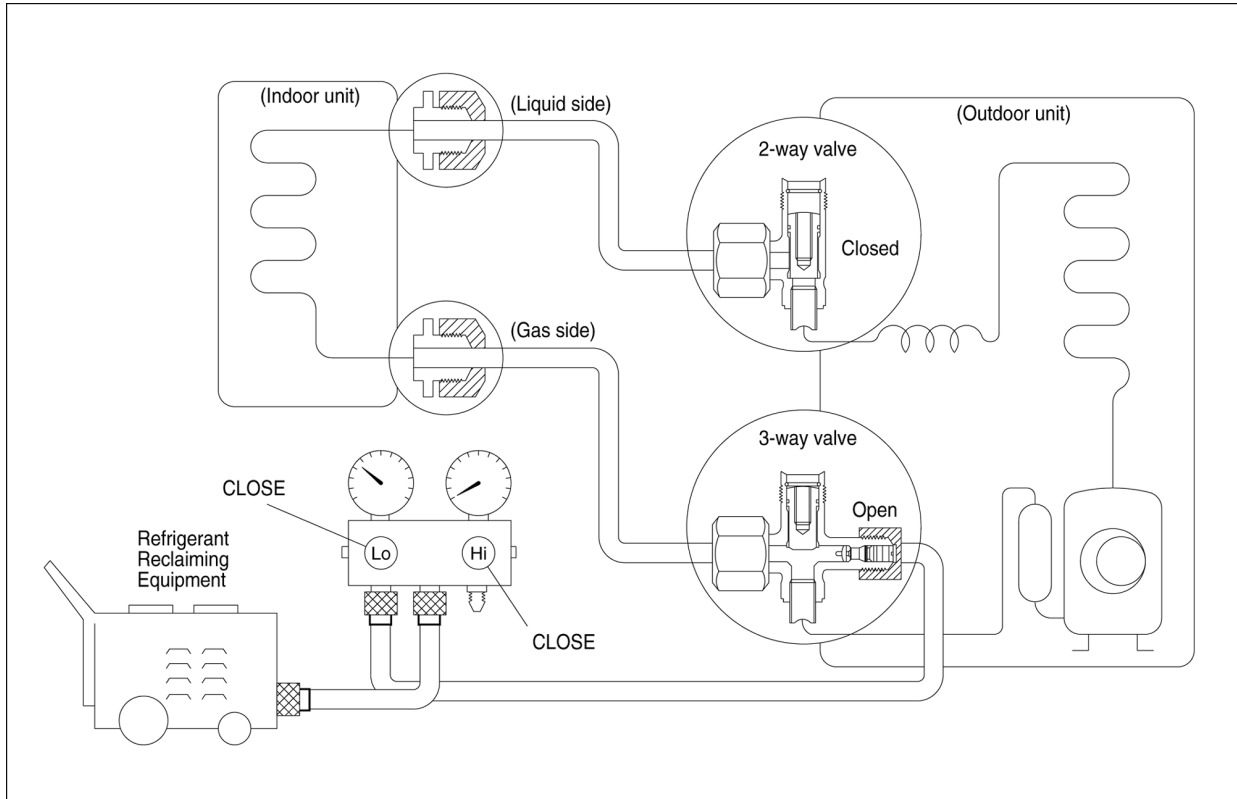 (Indoor unit)
(Liquid side)
(Outdoor unit)
2-way valve
Closed
(Gas side)
3-way valve
Open
CLOSE
Refrigerant
Reclaiming
Equipment
Lo
Hi
CLOSE